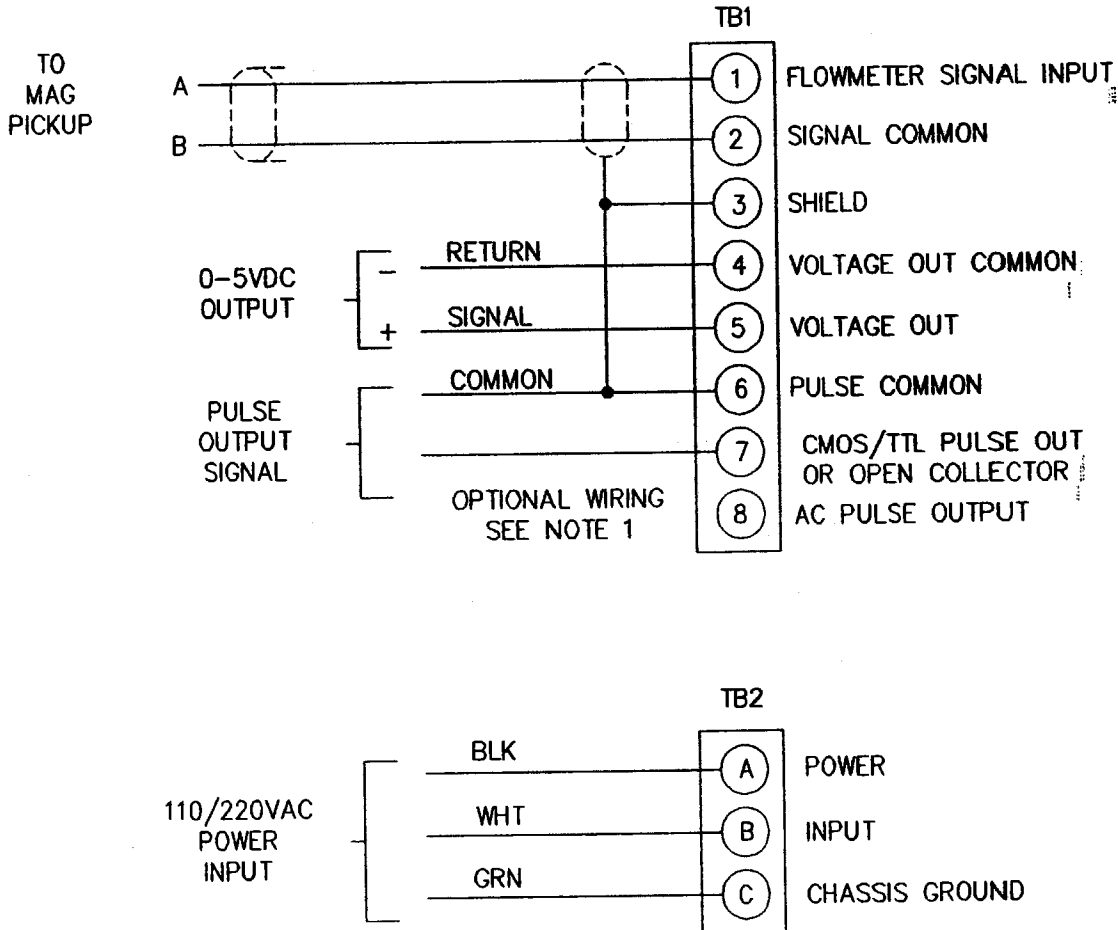 TB1
TO
MAG
PICKUP
A
B
1
FLOWMETER SIGNAL INPUT
2
SIGNAL COMMON
3
SHIELD
0-5VDC
OUTPUT
-
RETURN
4
VOLTAGE OUT COMMON
+
SIGNAL
5
VOLTAGE OUT
PULSE
OUTPUT
SIGNAL
COMMON
6
PULSE COMMON
7
CMOS/TTL PULSE OUT
OR OPEN COLLECTOR
OPTIONAL WIRING
SEE NOTE 1
8
AC PULSE OUTPUT
TB2
110/220VAC
POWER
INPUT
BLK
A
POWER
WHT
B
INPUT
GRN
C
CHASSIS GROUND